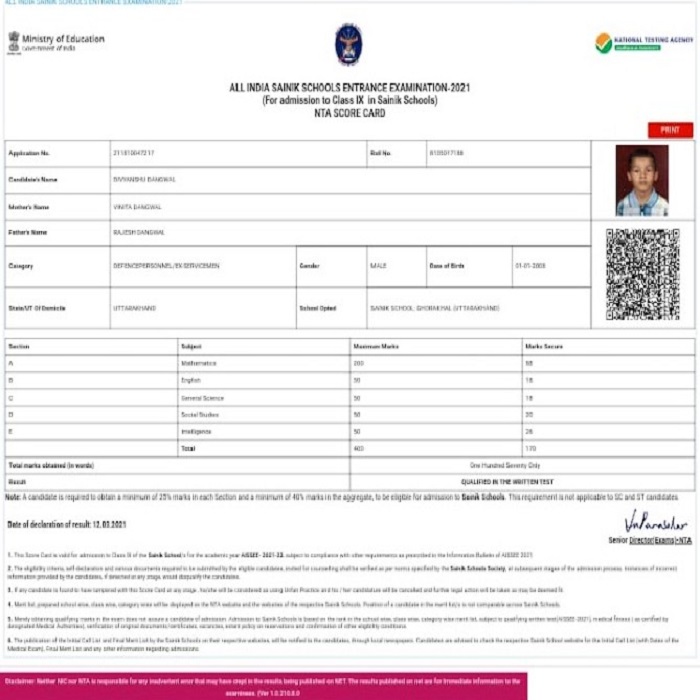 ALL INDIA SAINIK SCHOOLS ENTRANCE EXAMINATION-2021
Ministry of Education
Government of India
NATIONAL TESTING AGENCY
ALL INDIA SAINIK SCHOOLS ENTRANCE EXAMINATION-2021
(For admission to Class IX in Sainik Schools)
NTA SCORE CARD
PRINT
Application No. Roll No.
Candidate's Name
Mother's Name
Father's Name RAJESH DANGWAL
Category DEFENCEPERSONNEL/EX-SERVICEMEN Gender MALE Date of Birth
State/UT Of Domicile UTTARAKHAND School Opted SAINIK SCHOOL, GHORAKHAL (UTTARAKHAND)
Section Subject Maximum Marks Marks Secure
A Mathematics
B English 50
C General Science 50 18
D Social Studies 50 20
E Intelligence 50
Total 170
Total marks obtained (in words) One Hundred Seventy Only
Result QUALIFIED IN THE WRITTEN TEST
Note: A candidate is required to obtain a minimum of 25% marks in each Section and a minimum of 40% marks in the aggregate, to be eligible for admission to Sainik Schools. This requirement is not applicable to SC and ST candidates.
Date of declaration of result: 12.03.2021
Senior Director(Exams)-NTA
1. This Score Card is valid for admission to Class IX of the Sainik Schools for the academic year AISSEE - 2021-22, subject to compliance with other requirements as prescribed in the Information Bulletin of AISSEE 2021
2. The eligibility criteria, self-declaration and various documents required to be submitted by the eligible candidates, invited for counselling shall be verified as per norms specified by the Sainik Schools Society, at subsequent stages of the admission process. Instances of incorrect
information provided by the candidates, if detected at any stage, would disqualify the candidates.
3. If any candidate is found to have tampered with this Score Card at any stage, he/she will be considered as using Unfair Practice and his / her candidature will be cancelled and further legal action will be taken as may be deemed fit.
4. Merit list, prepared school wise, class wise, category wise will be displayed on the NTA website and the websites of the respective Sainik Schools. Position of a candidate in the merit list/s is not comparable across Sainik Schools.
5. Merely obtaining qualifying marks in the exam does not assure a candidate of admission. Admission to Sainik Schools is based on the rank in the school wise, class wise, category wise merit list, subject to qualifying written test(AISSEE-2021), medical fitness ( as certified by
designated Medical Authorities), verification of original documents/certificates, vacancies, extant policy on reservations and confirmation of other eligibility conditions.
6. The publication of the Initial Call List and Final Merit List by the Sainik Schools on their respective websites, will be notified to the candidates, through local newspapers. Candidates are advised to check the respective Sainik School website for the Initial Call List (with Dates of the
Medical Exam), Final Merit List and any other information regarding admissions.
Disclaimer: Neither NIC nor NTA is responsible for any inadvertent error that may have crept in the results being published on NET. The results published on net are for immediate information to the
examinees.